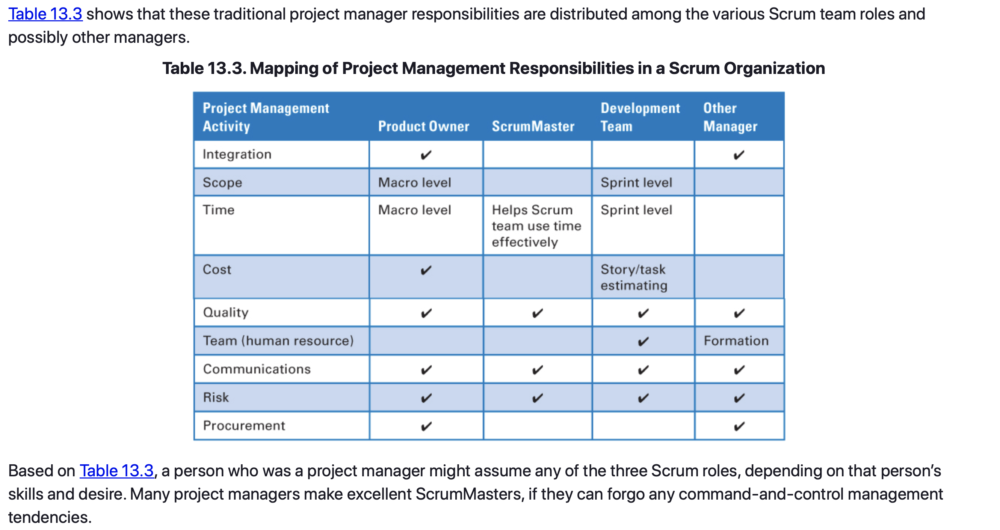 Table 13.3 shows that these traditional project manager responsibilities are distributed among the various Scrum team roles and
possibly other managers.
Table 13.3. Mapping of Project Management Responsibilities in a Scrum Organization
Project Management Activity Product Owner ScrumMaster Development Team Other Manager
Integration ✔ ✔
Scope Macro level Sprint level
Time Macro level Helps Scrum team use time effectively Sprint level
Cost ✔ Story/task estimating
Quality ✔ ✔ ✔ ✔
Team (human resource) ✔ Formation
Communications ✔ ✔ ✔ ✔
Risk ✔ ✔ ✔ ✔
Procurement ✔ ✔
Based on Table 13.3, a person who was a project manager might assume any of the three Scrum roles, depending on that person’s
skills and desire. Many project managers make excellent ScrumMasters, if they can forgo any command-and-control management
tendencies.